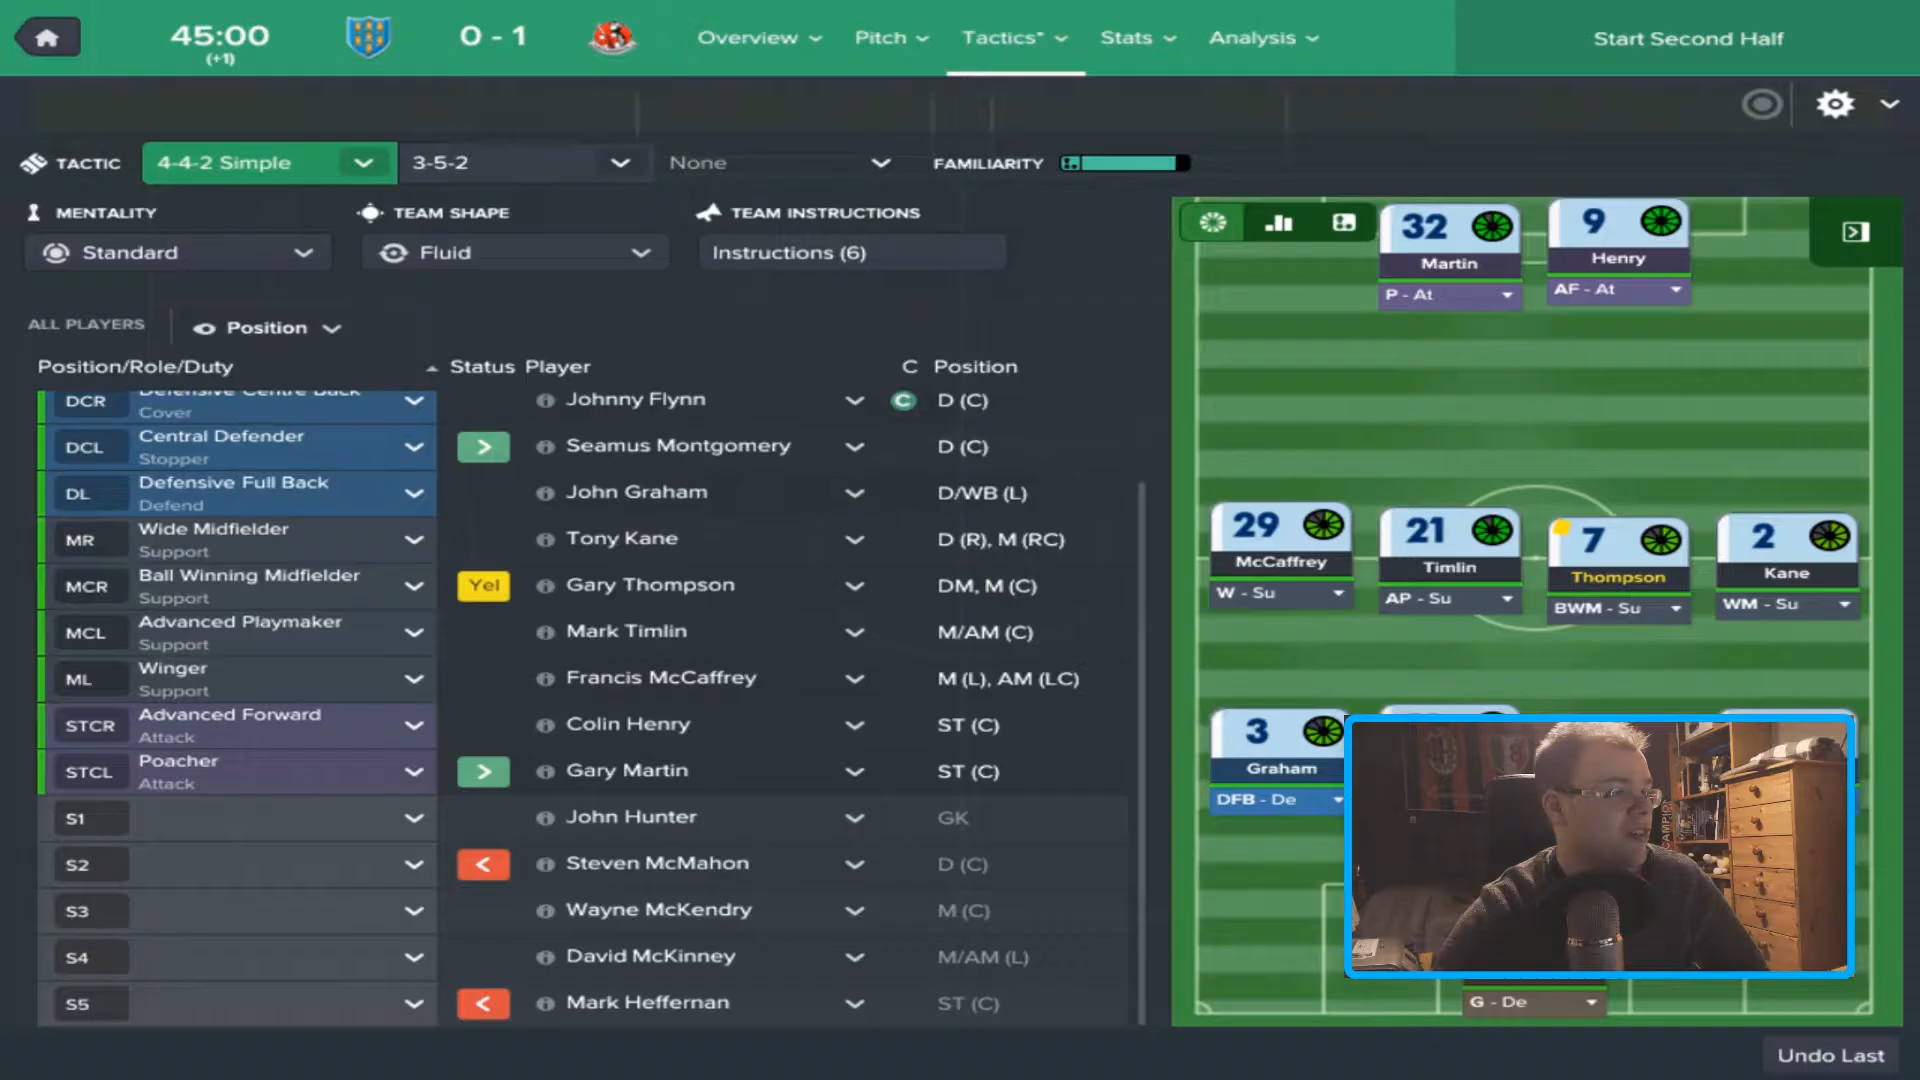 45:00
(+1)
0 - 1
Overview
Pitch
Tactics*
Stats
Analysis
Start Second Half
TACTIC
4-4-2 Simple
3-5-2
None
FAMILIARITY
MENTALITY
TEAM SHAPE
TEAM INSTRUCTIONS
Standard
Fluid
Instructions (6)
ALL PLAYERS
Position
Position/Role/Duty
Status
Player
C
Position
DCR
Defensive Centre Back
Cover
Johnny Flynn
C
D (C)
DCL
Central Defender
Stopper
Seamus Montgomery
D (C)
DL
Defensive Full Back
Defend
John Graham
D/WB (L)
MR
Wide Midfielder
Support
Tony Kane
D (R), M (RC)
MCR
Ball Winning Midfielder
Support
Yel
Gary Thompson
DM, M (C)
MCL
Advanced Playmaker
Support
Mark Timlin
M/AM (C)
ML
Winger
Support
Francis McCaffrey
M (L), AM (LC)
STCR
Advanced Forward
Attack
Colin Henry
ST (C)
STCL
Poacher
Attack
Gary Martin
ST (C)
S1
John Hunter
GK
S2
Steven McMahon
D (C)
S3
Wayne McKendry
M (C)
S4
David McKinney
M/AM (L)
S5
Mark Heffernan
ST (C)
32
Martin
P - At
9
Henry
AF - At
29
McCaffrey
W - Su
21
Timlin
AP - Su
7
Thompson
BWM - Su
2
Kane
WM - Su
3
Graham
DFB - De
G - De
Undo Last